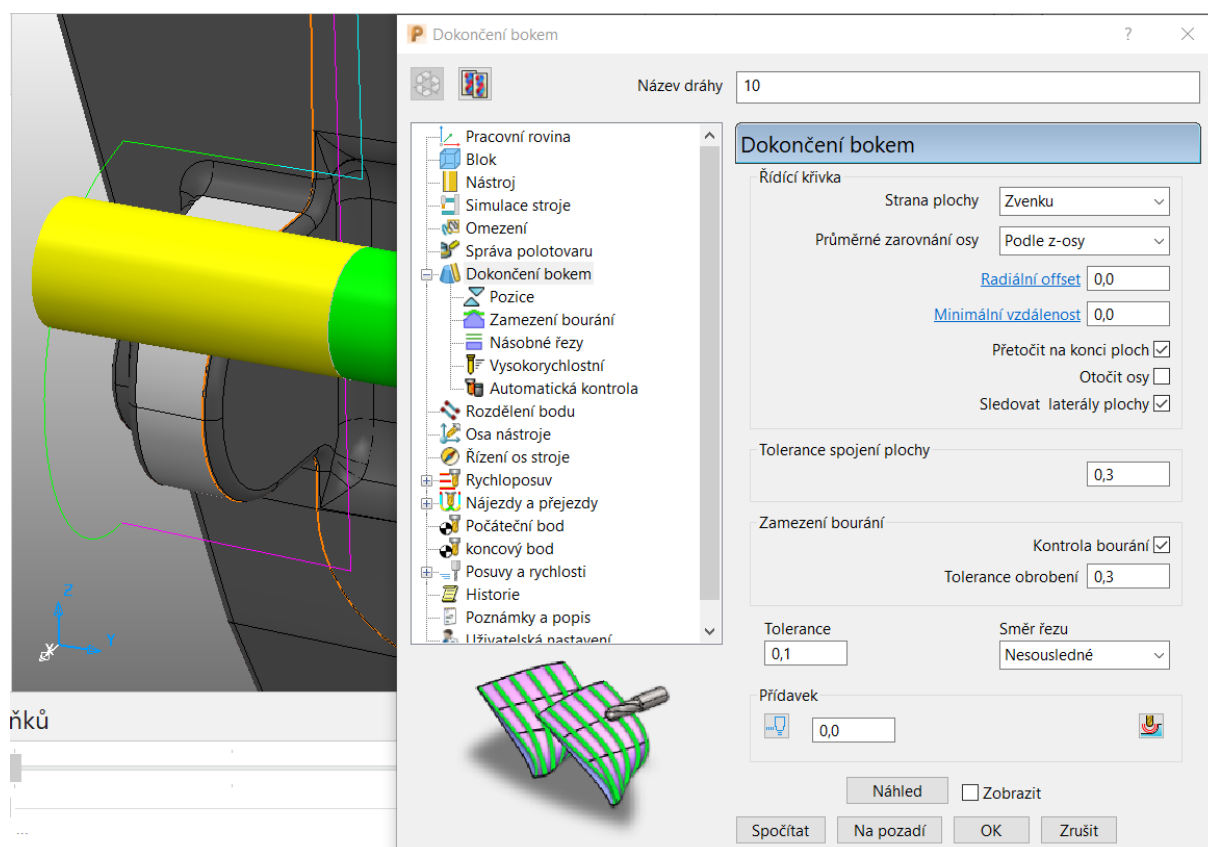 Dokončení bokem
?
Název dráhy
10
Pracovní rovina
Blok
Nástroj
Simulace stroje
Omezení
Správa polotovaru
Dokončení bokem
Pozice
Zamezení bourání
Násobné řezy
Vysokorychlostní
Automatická kontrola
Rozdělení bodu
Osa nástroje
Řízení os stroje
Rychloposuv
Nájezdy a přejezdy
Počáteční bod
koncový bod
Posuvy a rychlosti
Historie
Poznámky a popis
Uživatelská nastavení
Dokončení bokem
Řídící křivka
Strana plochy Zvenku
Průměrné zarovnání osy Podle z-osy
Radiální offset 0,0
Minimální vzdálenost 0,0
Přetočit na konci ploch
Otočit osy
Sledovat laterály plochy
Tolerance spojení plochy
0,3
Zamezení bourání
Kontrola bourání
Tolerance obrobení 0,3
Tolerance Směr řezu
0,1 Nesousledné
Přídavek
0,0
Náhled Zobrazit
Spočítat Na pozadí OK Zrušit
Z
Y
X
ňků
...